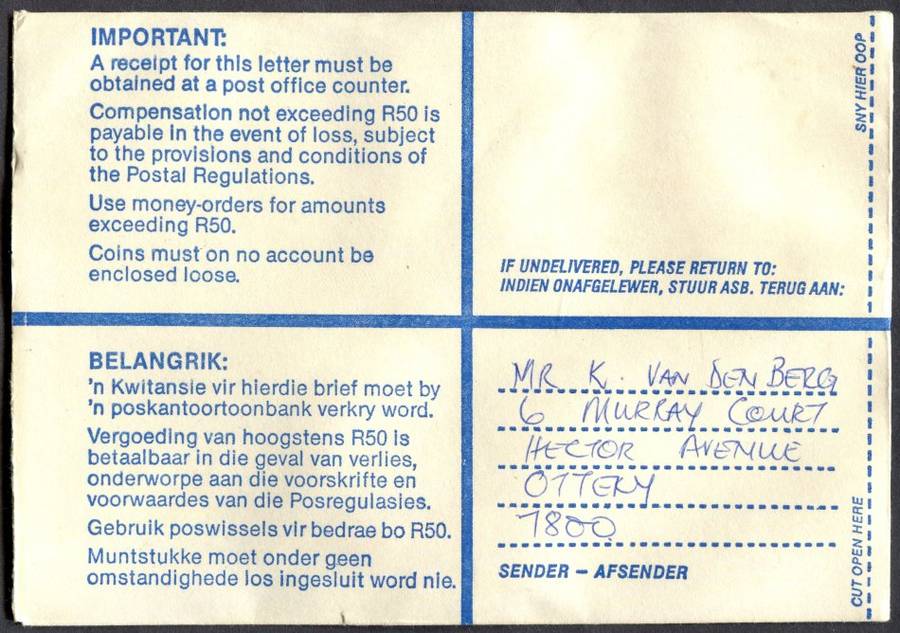 IMPORTANT:
A receipt for this letter must be
obtained at a post office counter.
Compensation not exceeding R50 is
payable in the event of loss, subject
to the provisions and conditions of
the Postal Regulations.
Use money-orders for amounts
exceeding R50.
Coins must on no account be
enclosed loose.
IF UNDELIVERED, PLEASE RETURN TO:
INDIEN ONAFGELEWER, STUUR ASB. TERUG AAN:
SNY HIER OOP
BELANGRIK:
'n Kwitansie vir hierdie brief moet by
'n poskantoortoonbank verkry word.
Vergoeding van hoogstens R50 is
betaalbaar in die geval van verlies,
onderworpe aan die voorskrifte en
voorwaardes van die Posregulasies.
Gebruik poswissels vir bedrae bo R50.
Muntstukke moet onder geen
omstandighede los ingesluit word nie.
MR K. VAN DEN BERG
6 MURRAY COURT
HECTOR AVENUE
OTTERY
7800
SENDER – AFSENDER
CUT OPEN HERE